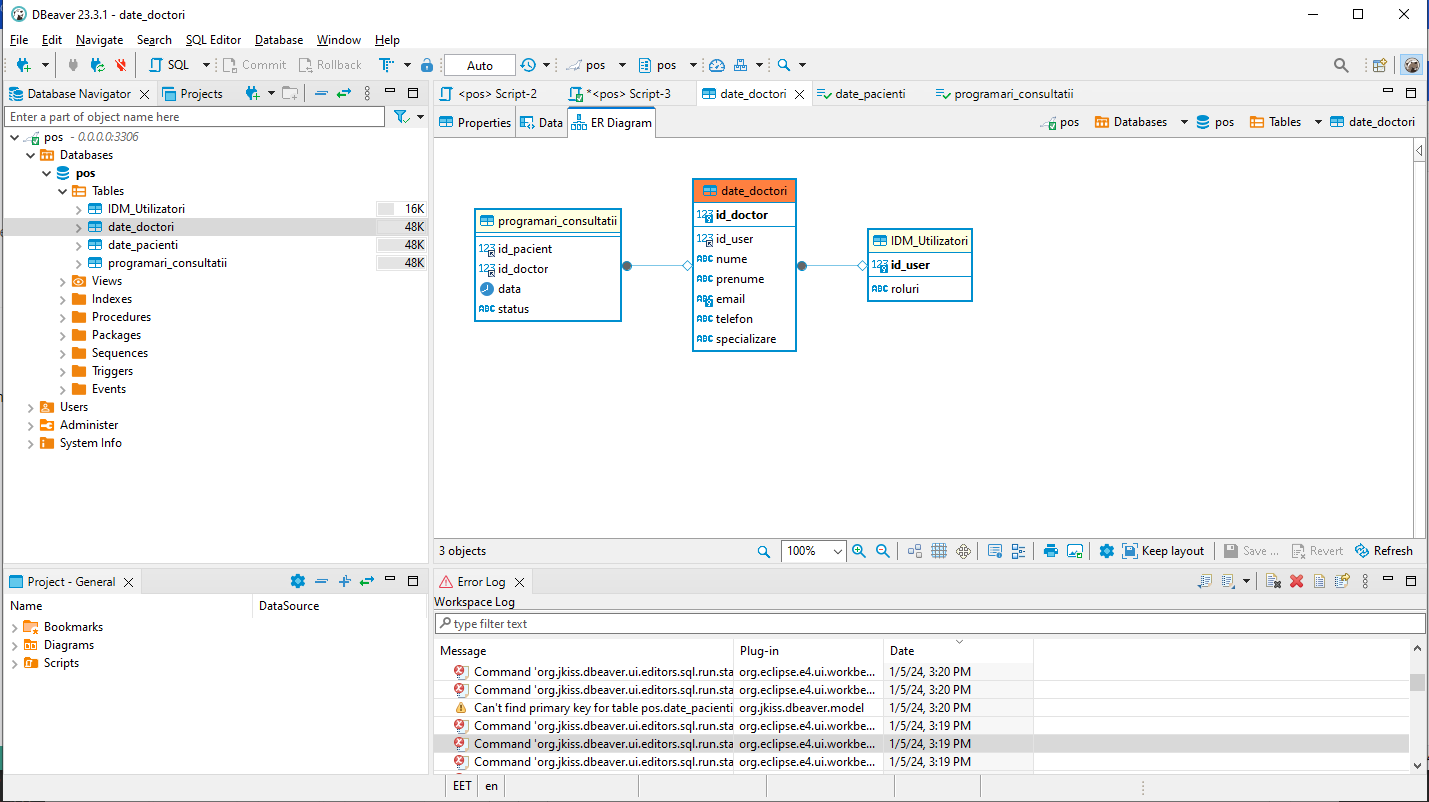 DBeaver 23.3.1 - date_doctori
File Edit Navigate Search SQL Editor Database Window Help
SQL Commit Rollback Auto pos pos
Database Navigator Projects
Enter a part of object name here
pos - 0.0.0.0:3306
Databases
pos
Tables
IDM_Utilizatori 16K
date_doctori 48K
date_pacienti 48K
programari_consultatii 48K
Views
Indexes
Procedures
Packages
Sequences
Triggers
Events
Users
Administer
System Info
<pos> Script-2 *<pos> Script-3 date_doctori date_pacienti programari_consultatii
Properties Data ER Diagram pos Databases pos Tables date_doctori
programari_consultatii
id_pacient
id_doctor
data
status
date_doctori
id_doctor
id_user
nume
prenume
email
telefon
specializare
IDM_Utilizatori
id_user
roluri
3 objects 100% Keep layout Save ... Revert Refresh
Project - General
Name DataSource
Bookmarks
Diagrams
Scripts
Error Log
Workspace Log
type filter text
Message Plug-in Date
Command 'org.jkiss.dbeaver.ui.editors.sql.run.sta org.eclipse.e4.ui.workbe... 1/5/24, 3:20 PM
Command 'org.jkiss.dbeaver.ui.editors.sql.run.sta org.eclipse.e4.ui.workbe... 1/5/24, 3:20 PM
Can't find primary key for table pos.date_pacienti org.jkiss.dbeaver.model 1/5/24, 3:20 PM
Command 'org.jkiss.dbeaver.ui.editors.sql.run.sta org.eclipse.e4.ui.workbe... 1/5/24, 3:19 PM
Command 'org.jkiss.dbeaver.ui.editors.sql.run.sta org.eclipse.e4.ui.workbe... 1/5/24, 3:19 PM
Command 'org.jkiss.dbeaver.ui.editors.sql.run.sta org.eclipse.e4.ui.workbe... 1/5/24, 3:19 PM
EET en